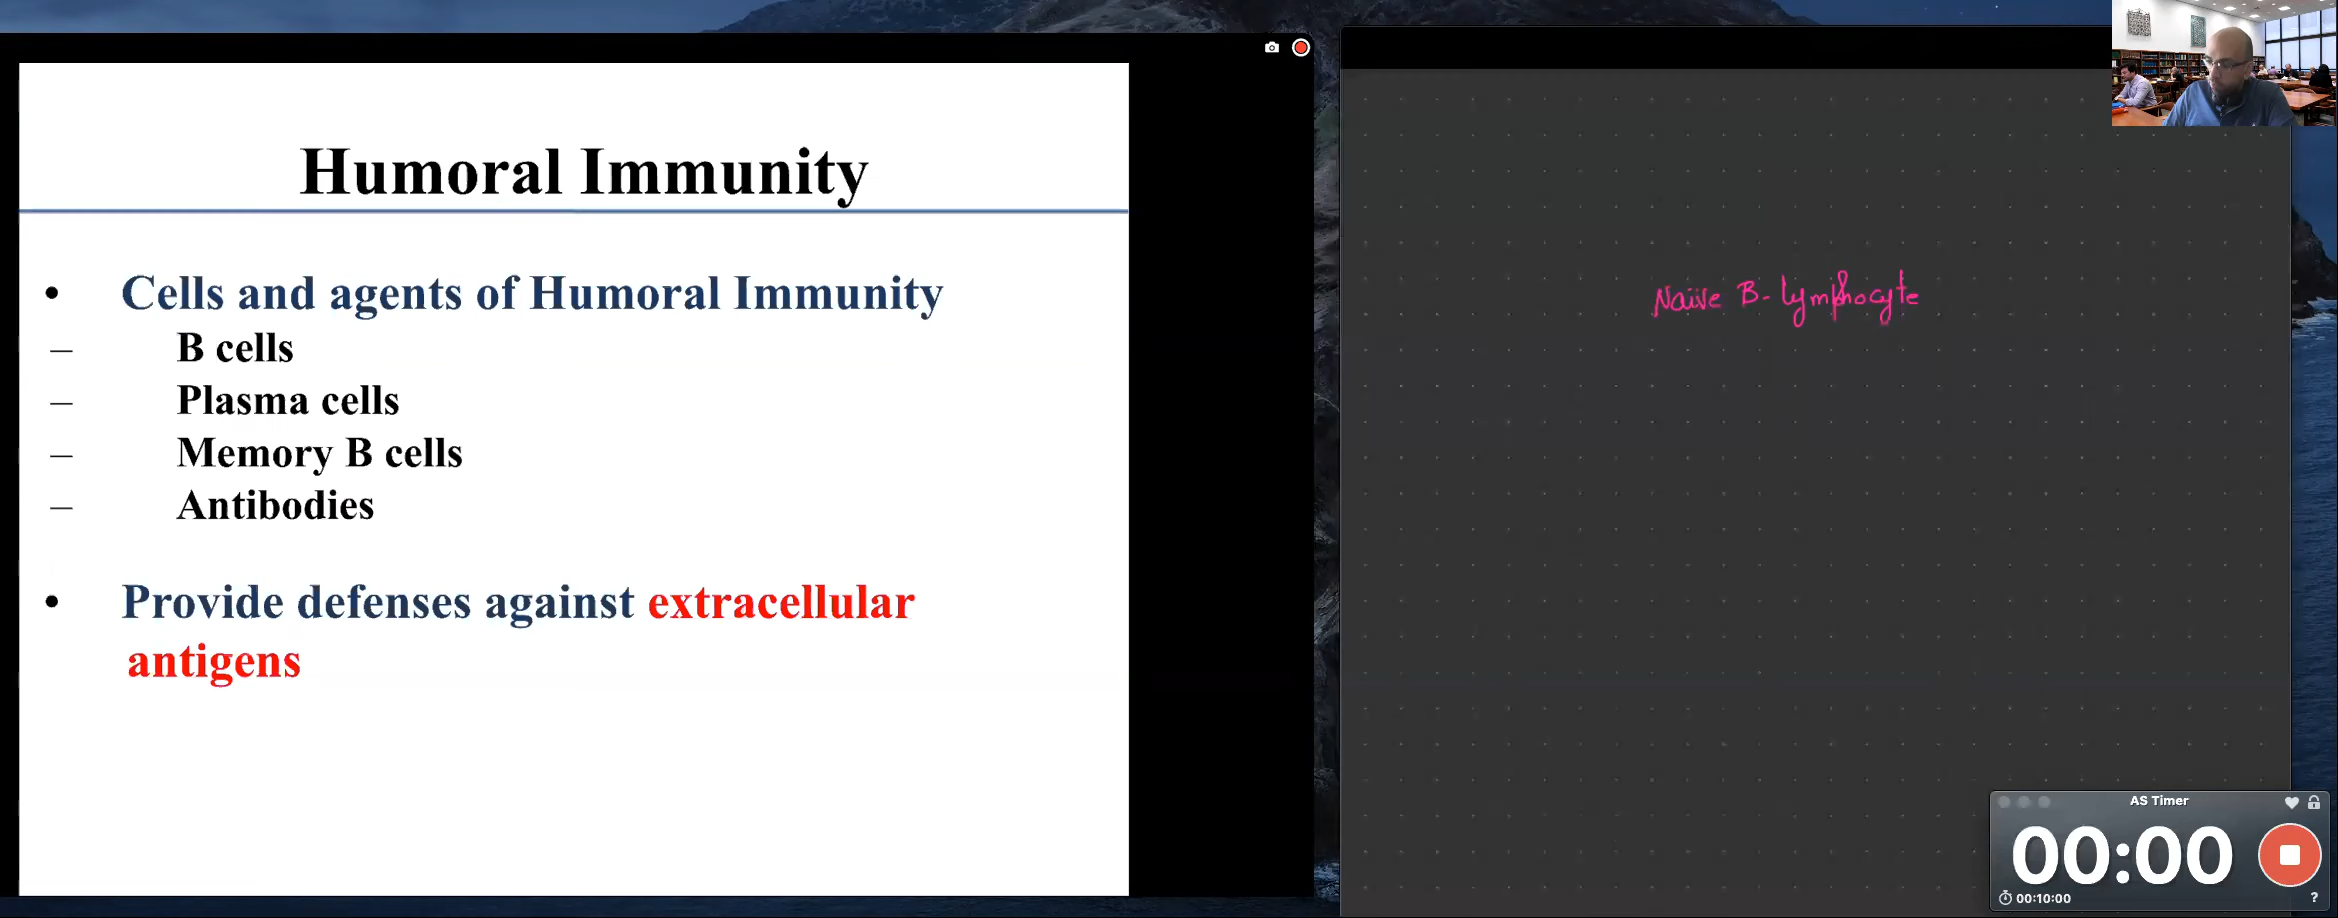 Humoral Immunity
• Cells and agents of Humoral Immunity
– B cells
– Plasma cells
– Memory B cells
– Antibodies
• Provide defenses against extracellular
antigens
Naïve B-lymphocyte
AS Timer
00:00
00:10:00
?